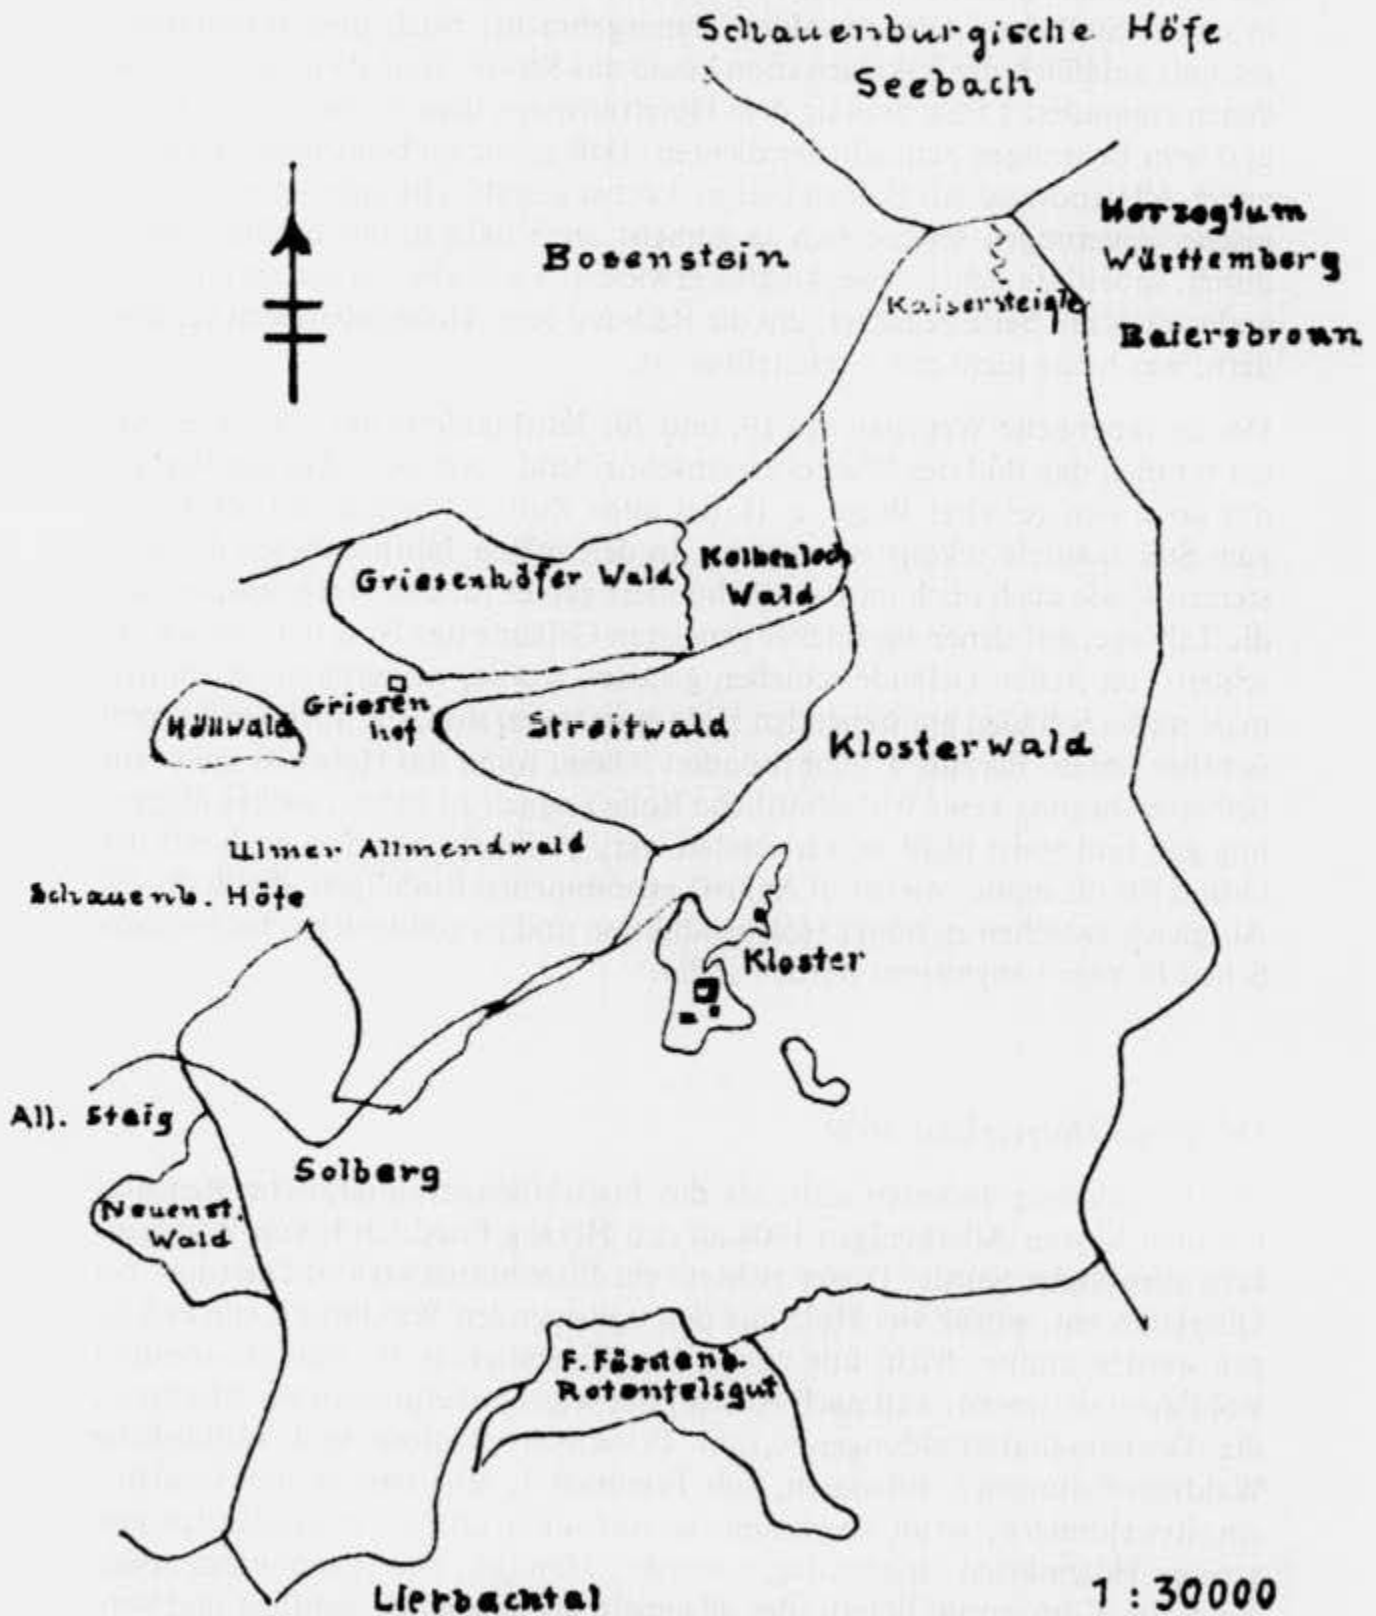 Schauenburgische Höfe
Seebach
Herzogtum
Württemberg
Bosenstein
Kaisersteigle
Baiersbronn
Griesenhöfer Wald
Kolbenloch
Wald
Griesen
hof
Höllwald
Streitwald
Klosterwald
Ulmer Allmendwald
Schauenb. Höfe
Kloster
All. Steig
Solberg
Neuenst.
Wald
F. Fürstenb.
Rotenfelsgut
Lierbachtal
1 : 30000